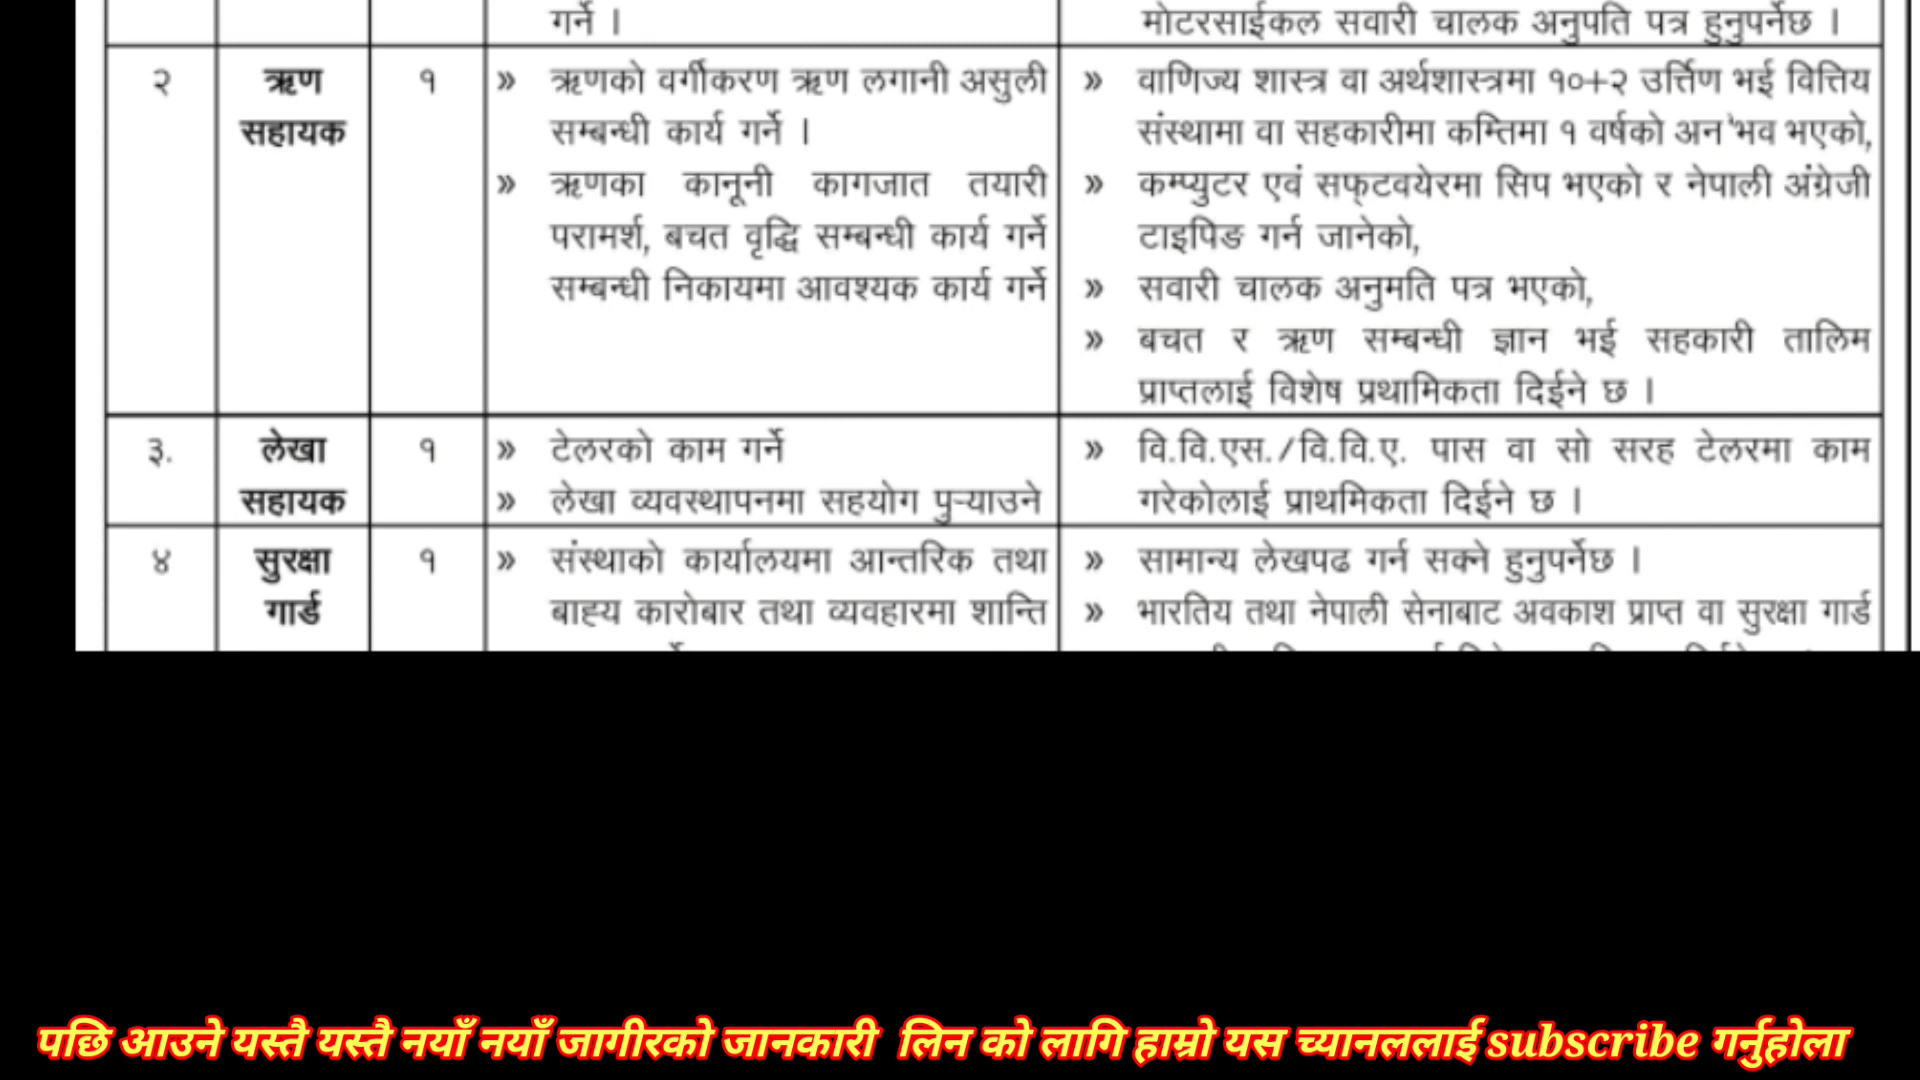 गर्ने ।
मोटरसाईकल सवारी चालक अनुपति पत्र हुनुपर्नेछ ।
२
ऋण
सहायक
१
» ऋणको वर्गीकरण ऋण लगानी असुली
सम्बन्धी कार्य गर्ने ।
» ऋणका कानूनी कागजात तयारी
परामर्श, बचत वृद्धि सम्बन्धी कार्य गर्ने
सम्बन्धी निकायमा आवश्यक कार्य गर्ने
» वाणिज्य शास्त्र वा अर्थशास्त्रमा १०+२ उर्त्तिण भई वित्तिय
संस्थामा वा सहकारीमा कम्तिमा १ वर्षको अन'भव भएको,
» कम्प्युटर एवं सफ्टवयेरमा सिप भएको र नेपाली अंग्रेजी
टाइपिङ गर्न जानेको,
» सवारी चालक अनुमति पत्र भएको,
» बचत र ऋण सम्बन्धी ज्ञान भई सहकारी तालिम
प्राप्तलाई विशेष प्रथामिकता दिईने छ ।
३.
लेखा
सहायक
१
» टेलरको काम गर्ने
» लेखा व्यवस्थापनमा सहयोग पुऱ्याउने
» वि.वि.एस./वि.वि.ए. पास वा सो सरह टेलरमा काम
गरेकोलाई प्राथमिकता दिईने छ ।
४
सुरक्षा
गार्ड
१
» संस्थाको कार्यालयमा आन्तरिक तथा
बाह्य कारोबार तथा व्यवहारमा शान्ति
» सामान्य लेखपढ गर्न सक्ने हुनुपर्नेछ ।
» भारतिय तथा नेपाली सेनाबाट अवकाश प्राप्त वा सुरक्षा गार्ड
पछि आउने यस्तै यस्तै नयाँ नयाँ जागीरको जानकारी लिन को लागि हाम्रो यस च्यानललाई subscribe गर्नुहोला